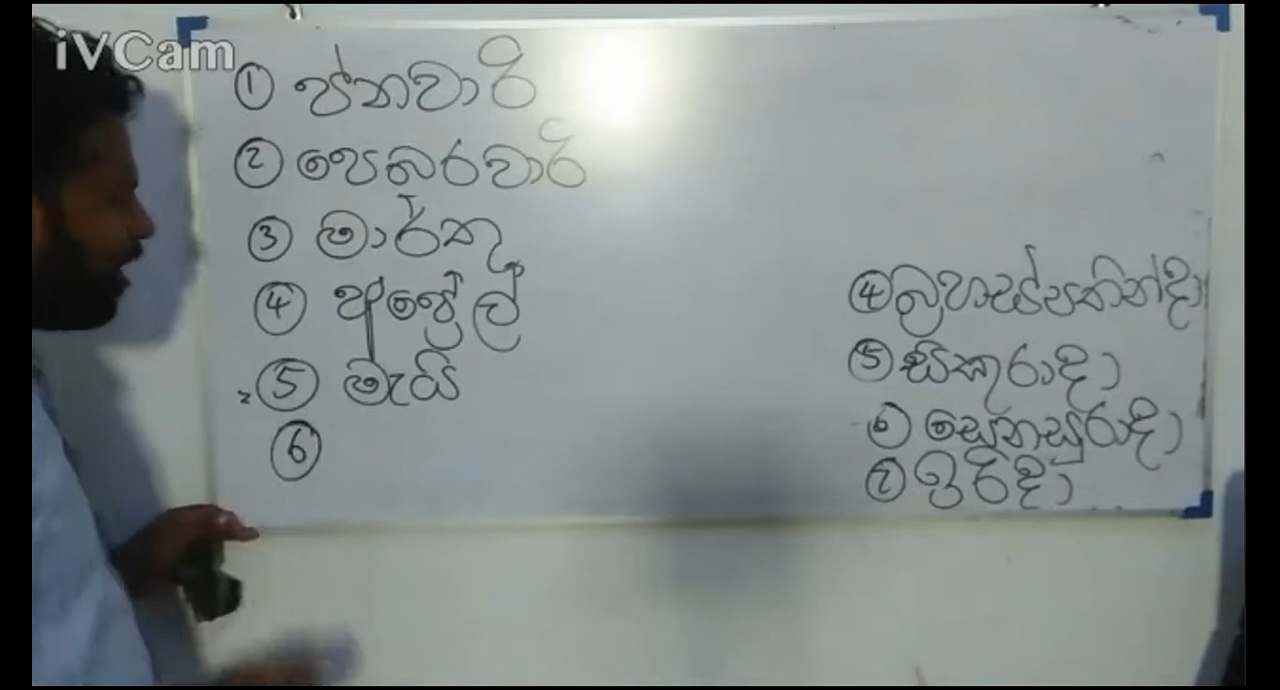 iVCam
① ජනවාරි
② පෙබරවාරි
③ මාර්තු
④ අප්‍රේල්
⑤ මැයි
⑥
④ බ්‍රහස්පතින්දා
⑤ සිකුරාදා
⑥ සෙනසුරාදා
⑦ ඉරිදා